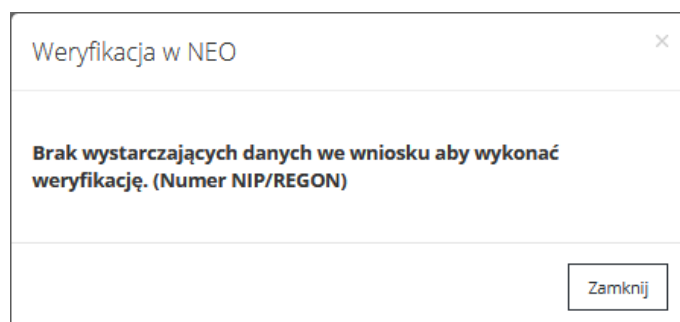 Weryfikacja w NEO
×
Brak wystarczających danych we wniosku aby wykonać
weryfikację. (Numer NIP/REGON)
Zamknij